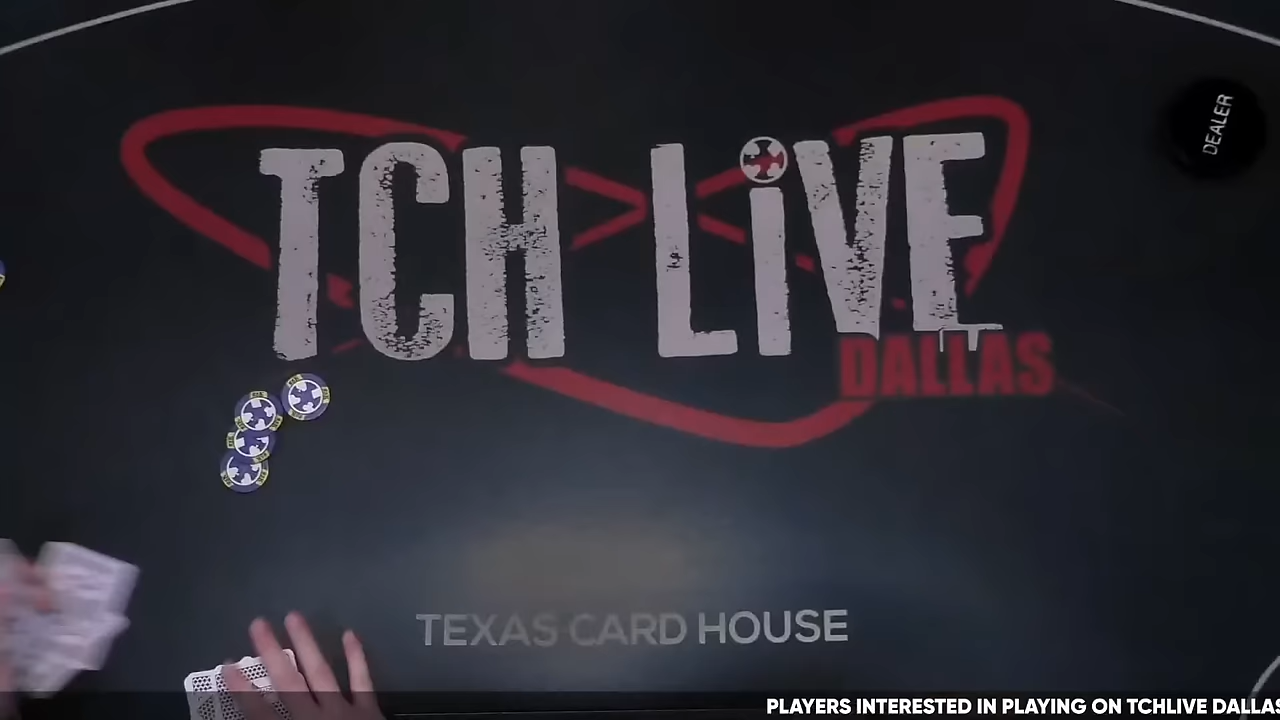 DEALER
TCH LiVE
DALLAS
TEXAS CARD HOUSE
PLAYERS INTERESTED IN PLAYING ON TCHLIVE DALLAS